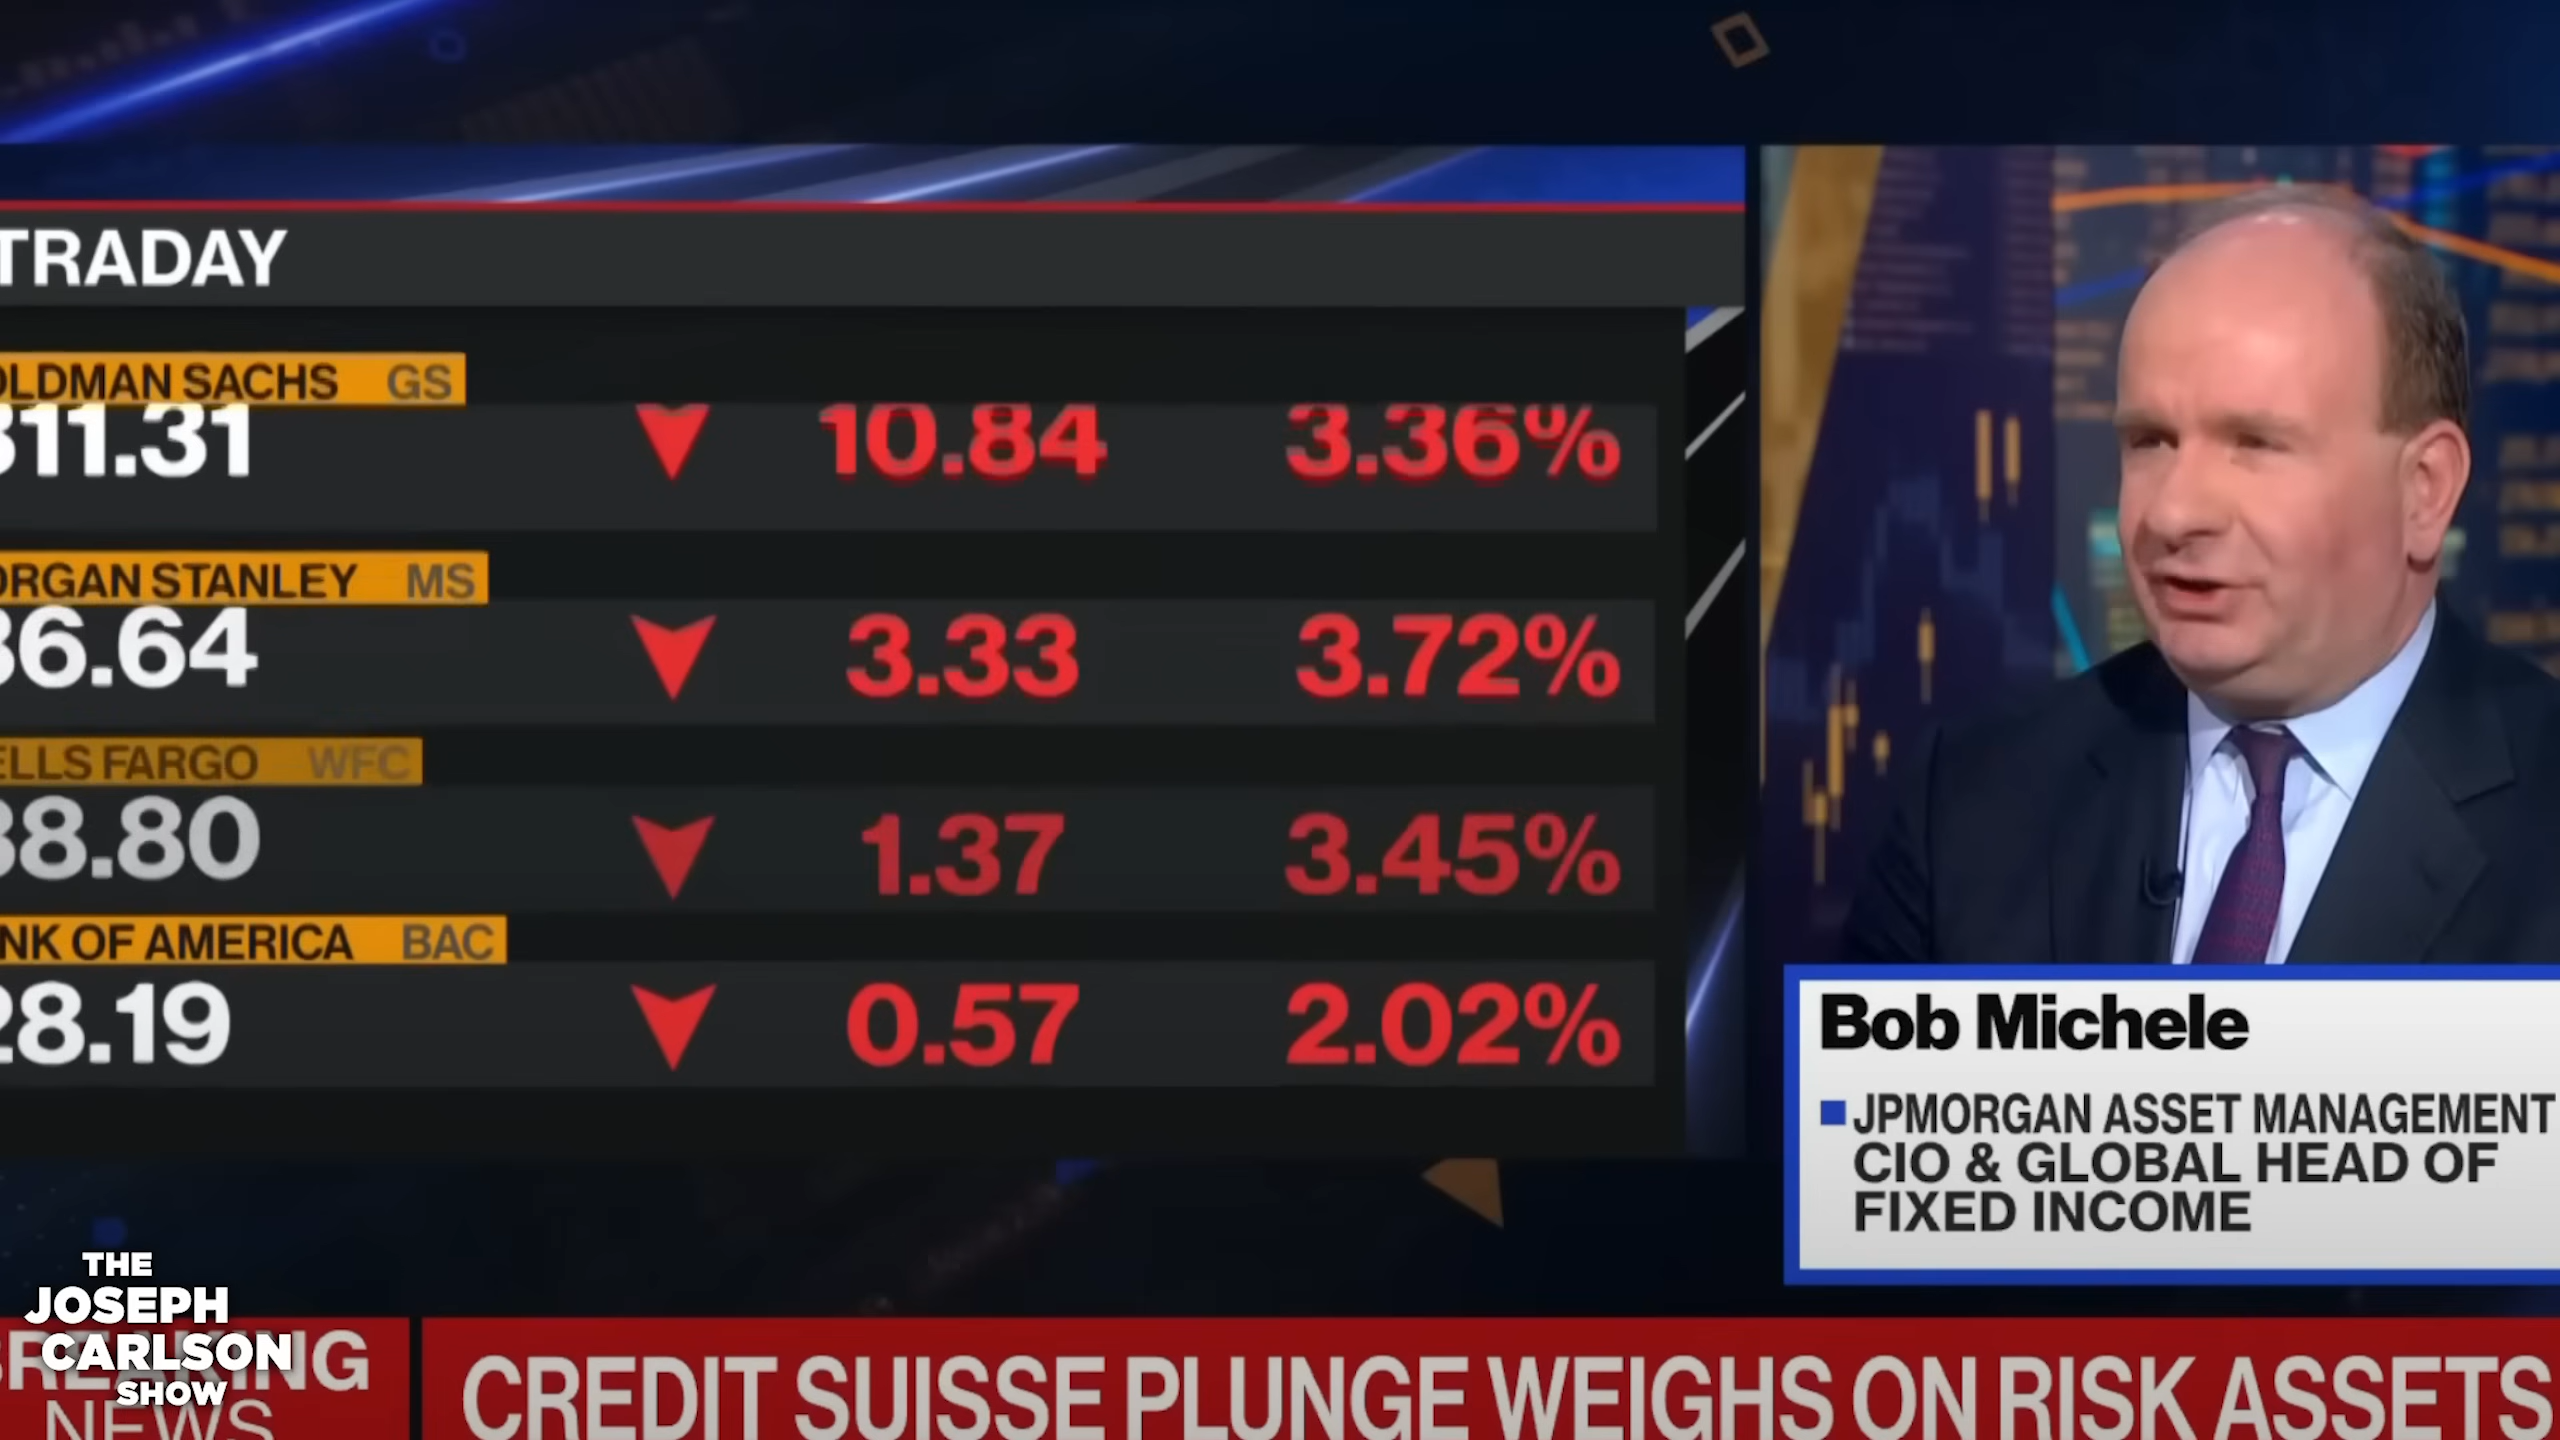 TRADAY
OLDMAN SACHS GS
311.31 10.84 3.36%
ORGAN STANLEY MS
86.64 3.33 3.72%
ELLS FARGO WFC
38.80 1.37 3.45%
NK OF AMERICA BAC
28.19 0.57 2.02%
Bob Michele
JPMORGAN ASSET MANAGEMENT
CIO & GLOBAL HEAD OF
FIXED INCOME
THE
JOSEPH
CARLSON
SHOW
BREAKING
NEWS
CREDIT SUISSE PLUNGE WEIGHS ON RISK ASSETS